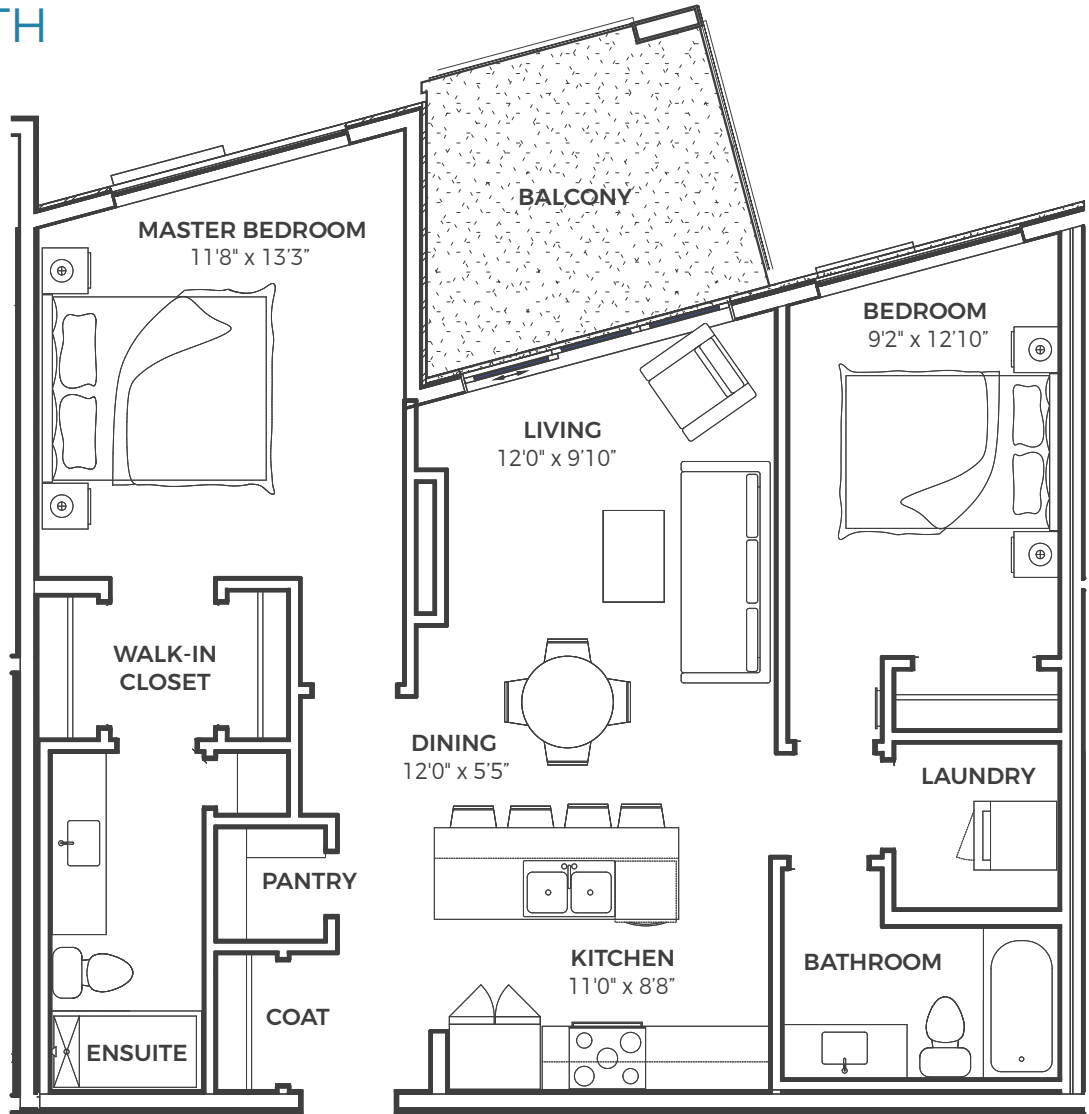 TH
BALCONY
MASTER BEDROOM
11'8" x 13'3"
BEDROOM
9'2" x 12'10"
LIVING
12'0" x 9'10"
WALK-IN
CLOSET
DINING
12'0" x 5'5"
LAUNDRY
PANTRY
KITCHEN
11'0" x 8'8"
BATHROOM
COAT
ENSUITE